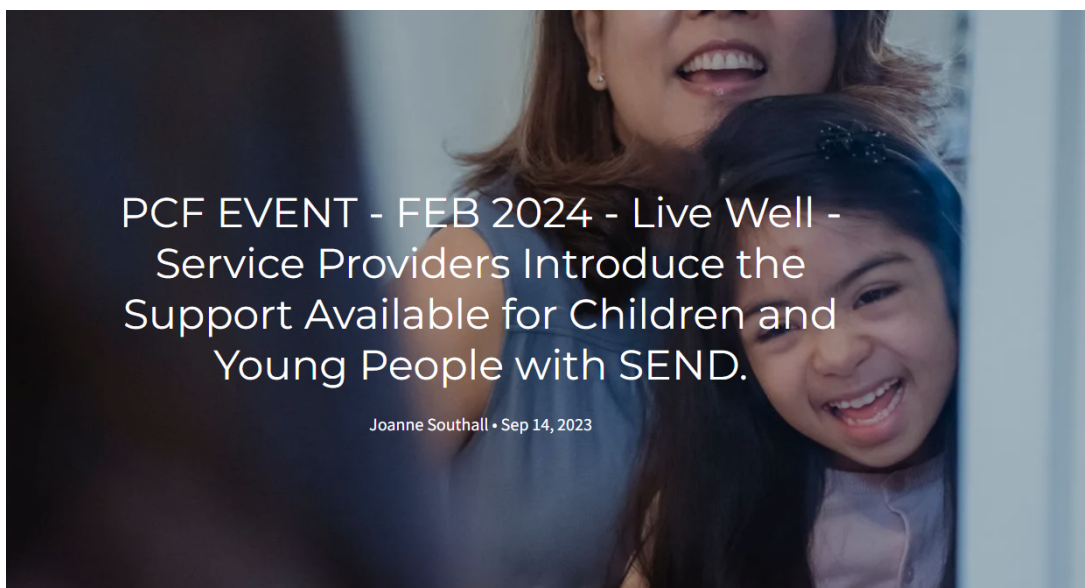 PCF EVENT - FEB 2024 - Live Well -
Service Providers Introduce the
Support Available for Children and
Young People with SEND.
Joanne Southall • Sep 14, 2023